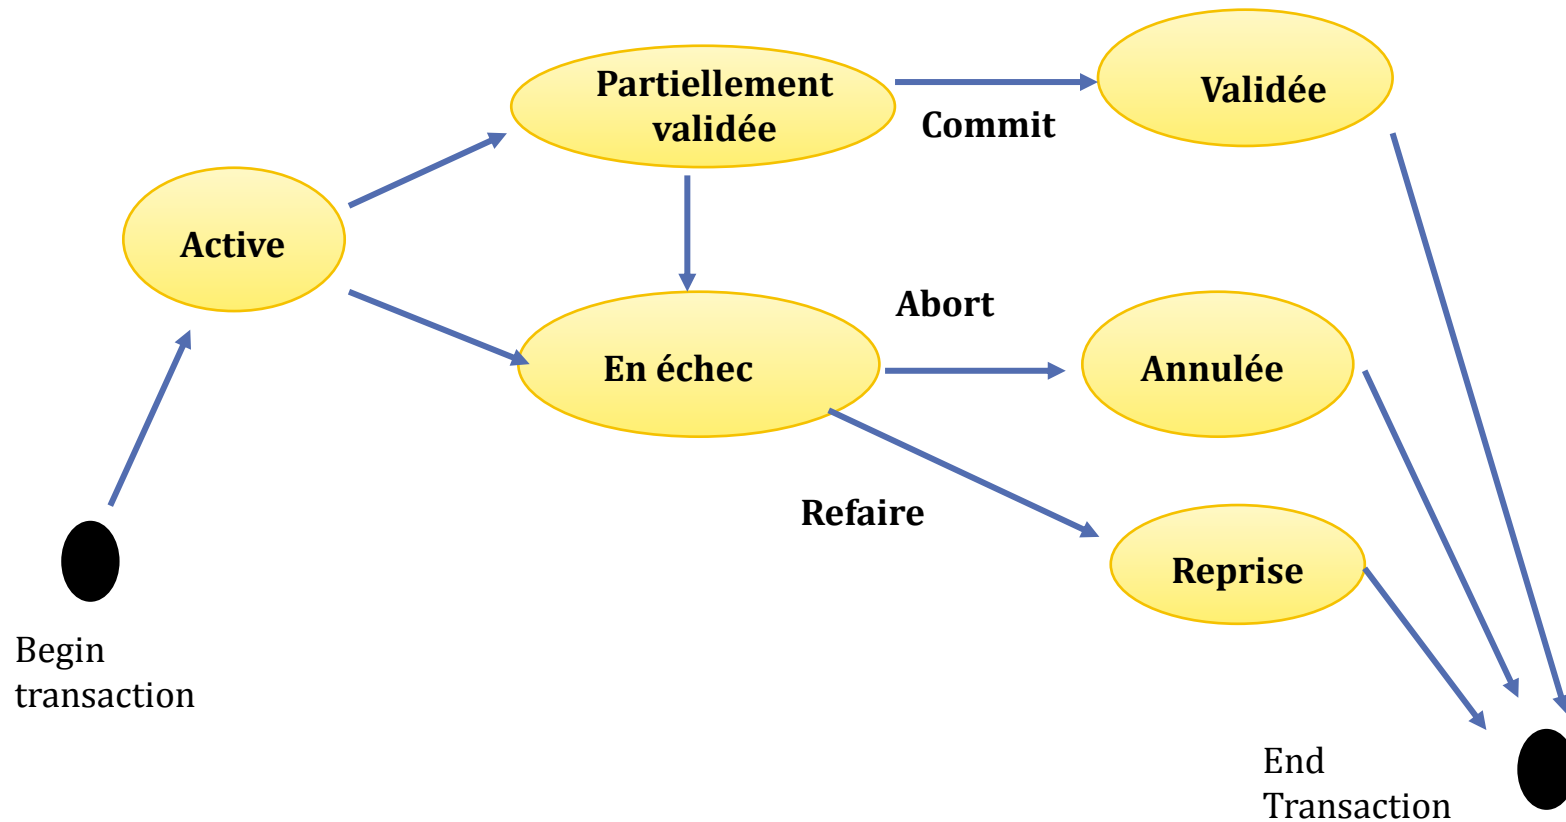 Partiellement
validée
Validée
Commit
Active
Abort
En échec
Annulée
Refaire
Reprise
Begin
transaction
End
Transaction